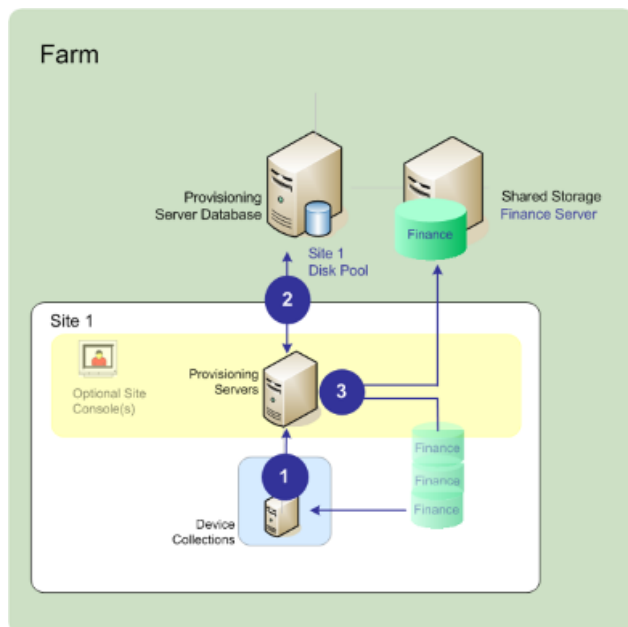 Farm
Provisioning
Server Database
Shared Storage
Finance Server
Finance
Site 1
Disk Pool
2
Site 1
Optional Site
Console(s)
Provisioning
Servers
3
Finance
Finance
Finance
1
Device
Collections